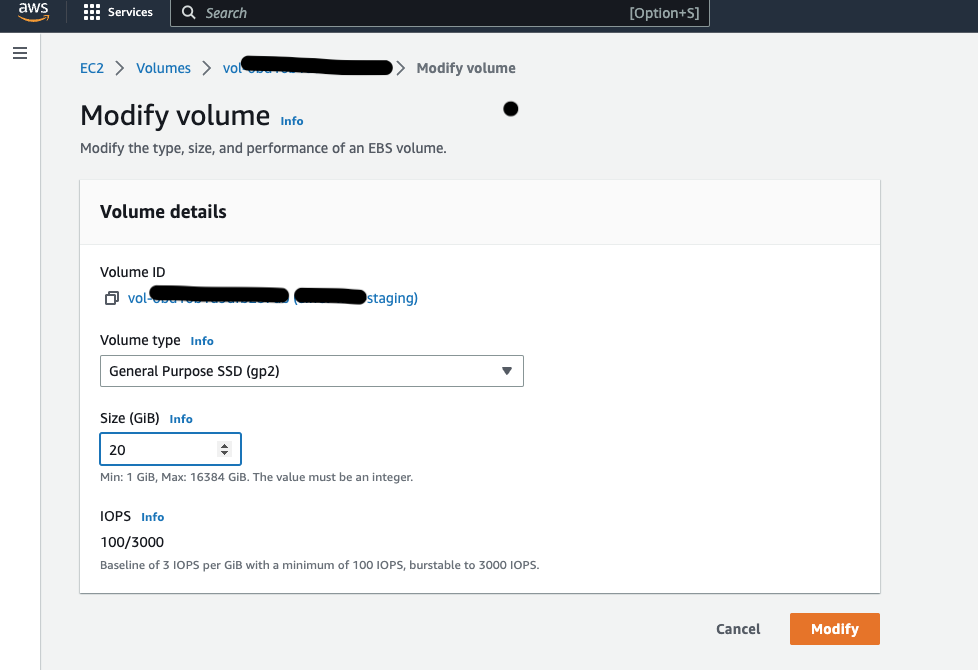 aws
Services
Search
[Option+S]
EC2 > Volumes > vol- > Modify volume
Modify volume Info
Modify the type, size, and performance of an EBS volume.
Volume details
Volume ID
vol- staging)
Volume type Info
General Purpose SSD (gp2)
Size (GiB) Info
20
Min: 1 GiB, Max: 16384 GiB. The value must be an integer.
IOPS Info
100/3000
Baseline of 3 IOPS per GiB with a minimum of 100 IOPS, burstable to 3000 IOPS.
Cancel
Modify